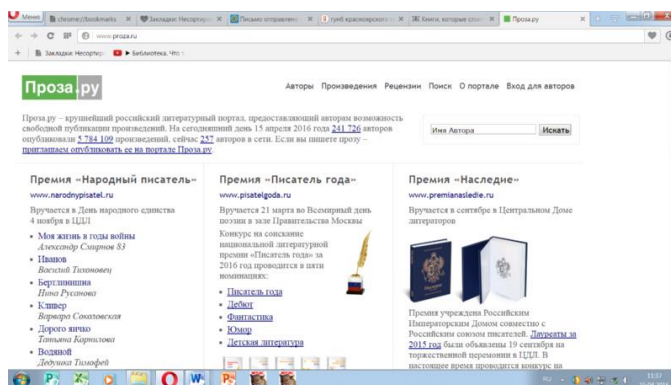 Меню
chrome://bookmarks
Закладки: Несортиру
Письмо отправлено
Книги, которые
Проза.ру
www.proza.ru
Закладки: Несортир
Библиотека. Что
Проза.ру
Авторы Произведения Рецензии Поиск О портале Вход для авторов
Проза.ру – крупнейший российский литературный портал, предоставляющий авторам возможность
свободной публикации произведений. На сегодняшний день 15 апреля 2016 года 241 726 авторов
опубликовали 5 784 109 произведений, сейчас 257 авторов в сети. Если вы пишете прозу –
приглашаем опубликовать ее на портале Проза.ру.
Имя Автора
Искать
Премия «Народный писатель»
www.narodnypisatel.ru
Вручается в День народного единства
4 ноября в ЦДЛ
Моя жизнь в годы войны
Александр Смирнов 83
Иванов
Василий Тихоновец
Бертлинишна
Нина Русанова
Кливер
Варвара Соколовская
Дорого яичко
Татьяна Корнилова
Водяной
Дедушка Тимофей
Премия «Писатель года»
www.pisatelgoda.ru
Вручается 21 марта во Всемирный день
поэзии в зале Правительства Москвы
Конкурс на соискание
национальной литературной
премии «Писатель года» за
2016 год проводится в пяти
номинациях:
Писатель года
Дебют
Фантастика
Юмор
Детская литература
Премия «Наследие»
www.premianasledie.ru
Вручается в сентябре в Центральном Доме
литераторов
Премия учреждена Российским
Императорским Домом совместно с
Российским союзом писателей. Лауреаты за
2015 год были объявлены 19 сентября на
торжественной церемонии в ЦДЛ. В
настоящее время проводится конкурс на
RU